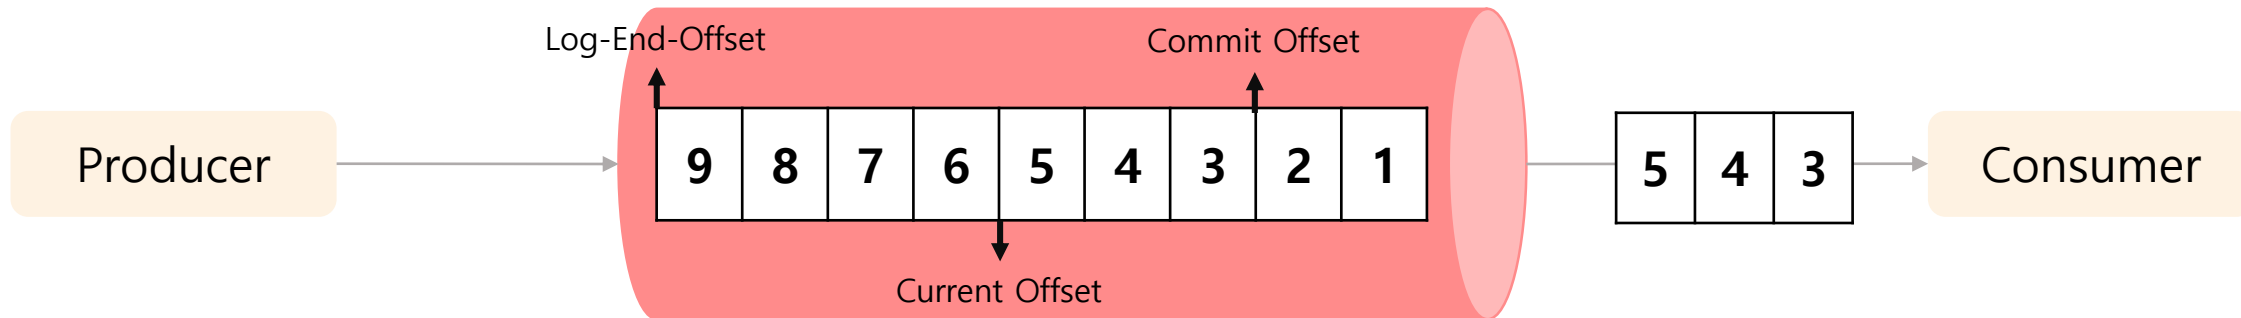 Log-End-Offset
Commit Offset
Producer
9 8 7 6 5 4 3 2 1
5 4 3
Consumer
Current Offset